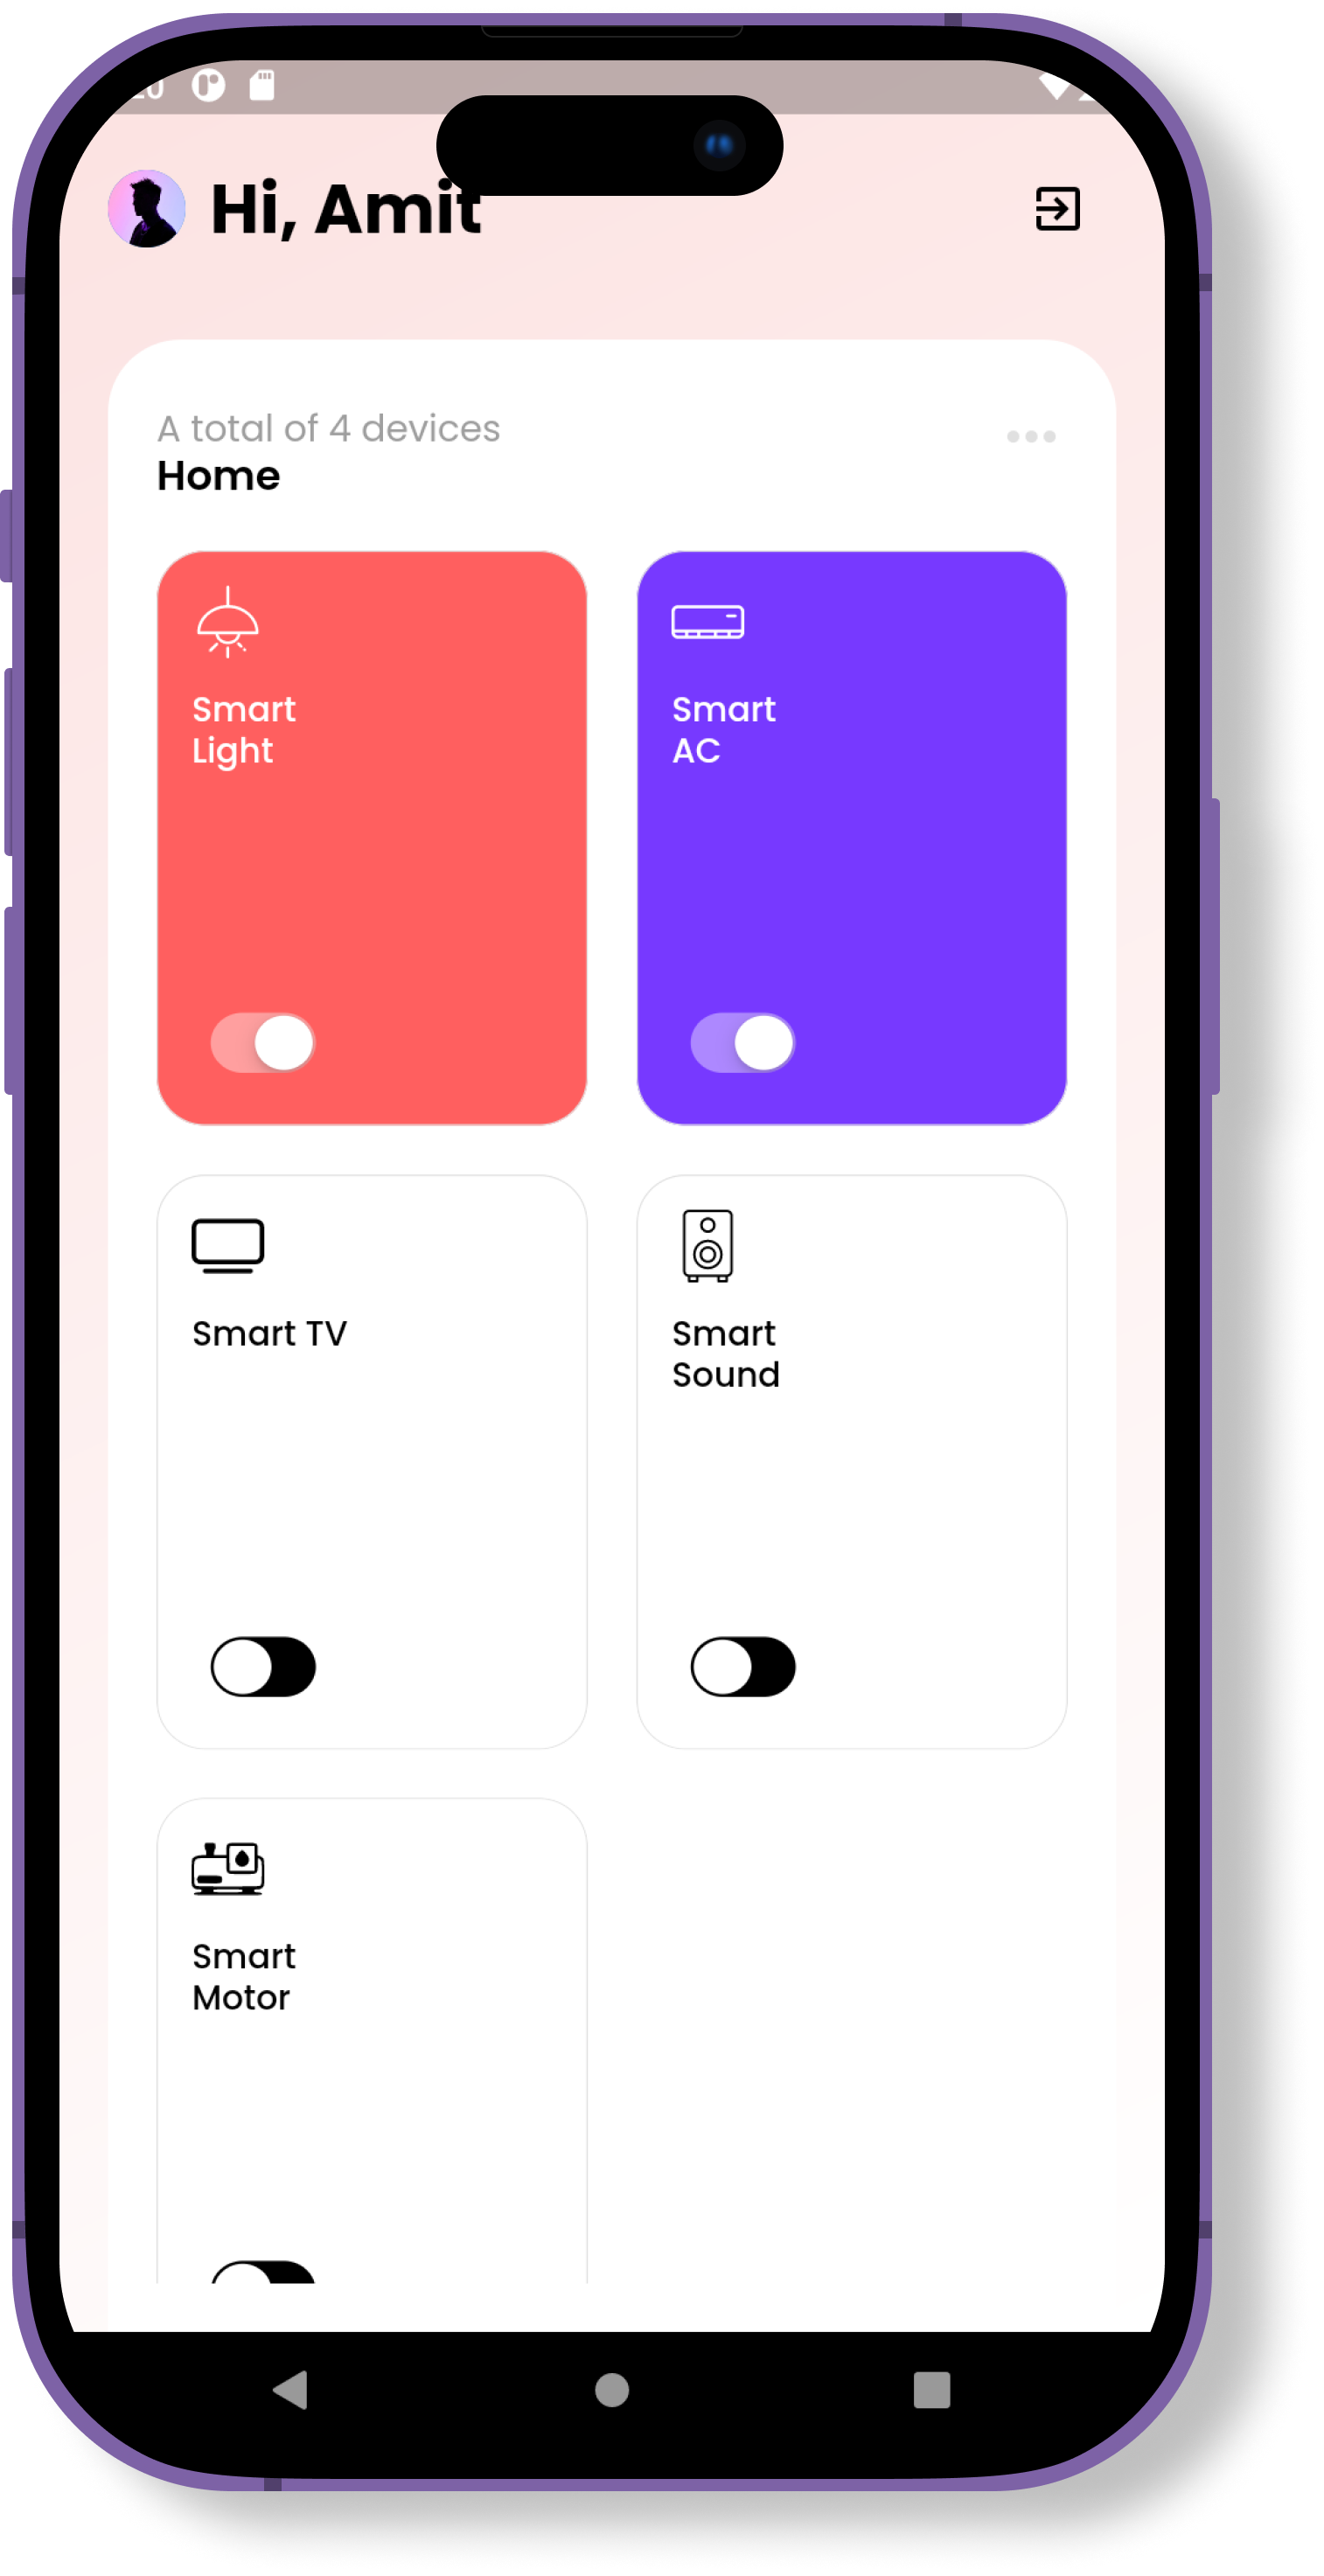 Hi, Amit
A total of 4 devices
Home
Smart
Light
Smart
AC
Smart TV
Smart
Sound
Smart
Motor